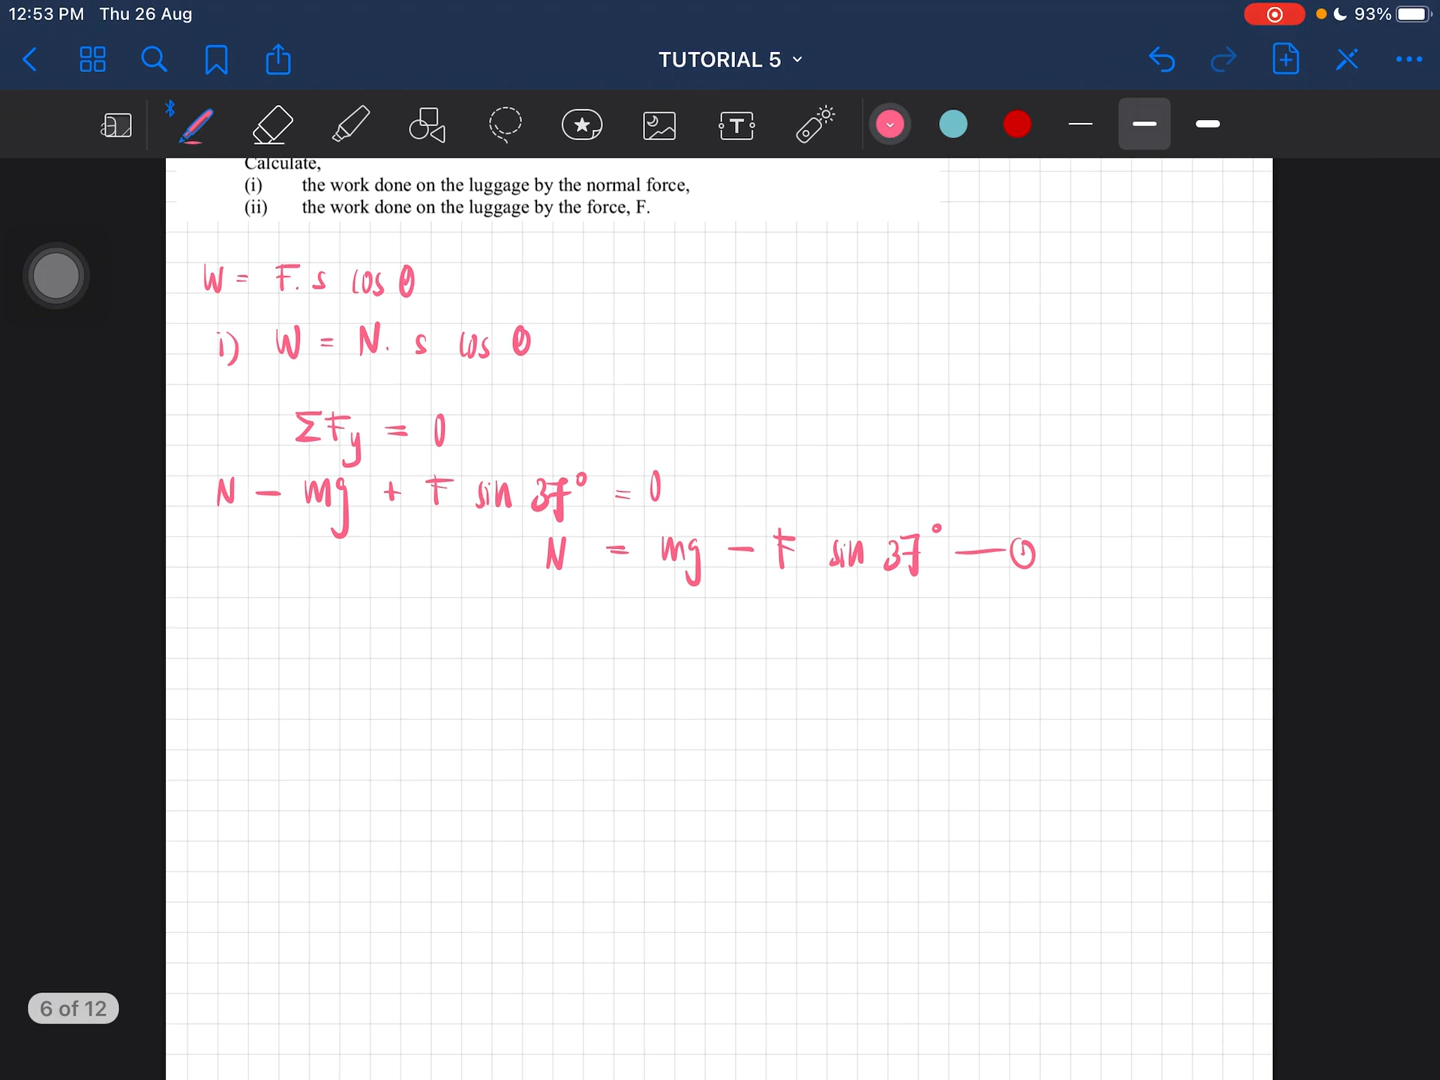 12:53 PM Thu 26 Aug
93%
TUTORIAL 5
Calculate,
(i) the work done on the luggage by the normal force,
(ii) the work done on the luggage by the force, F.
W = F. s cos θ
i) W = N. s cos θ
ΣFy = 0
N - mg + F sin 37° = 0
N = mg - F sin 37° — ①
6 of 12